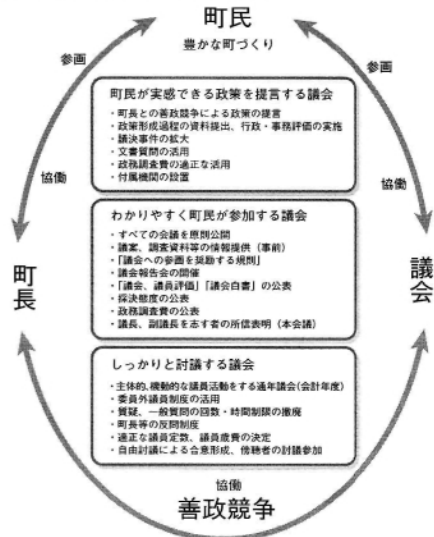 町民
豊かな町づくり
参画
参画
町民が実感できる政策を提言する議会
・町長との善政競争による政策の提言
・政策形成過程の資料提出、行政・事務評価の実施
・議決事件の拡大
・文書質問の活用
・政務調査費の適正な活用
・付属機関の設置
協働
協働
わかりやすく町民が参加する議会
・すべての会議を原則公開
・議案、調査資料等の情報提供（事前）
・「議会への参画を奨励する規則」
・議会報告会の開催
・「議会、議員評価」「議会白書」の公表
・採決態度の公表
・政務調査費の公表
・議長、副議長を志す者の所信表明（本会議）
町長
議会
しっかりと討議する議会
・主体的、機動的な議員活動をする通年議会（会計年度）
・委員外議員制度の活用
・質疑、一般質問の回数・時間制限の撤廃
・町長等の反問制度
・適正な議員定数、議員歳費の決定
・自由討議による合意形成、傍聴者の討議参加
協働
善政競争